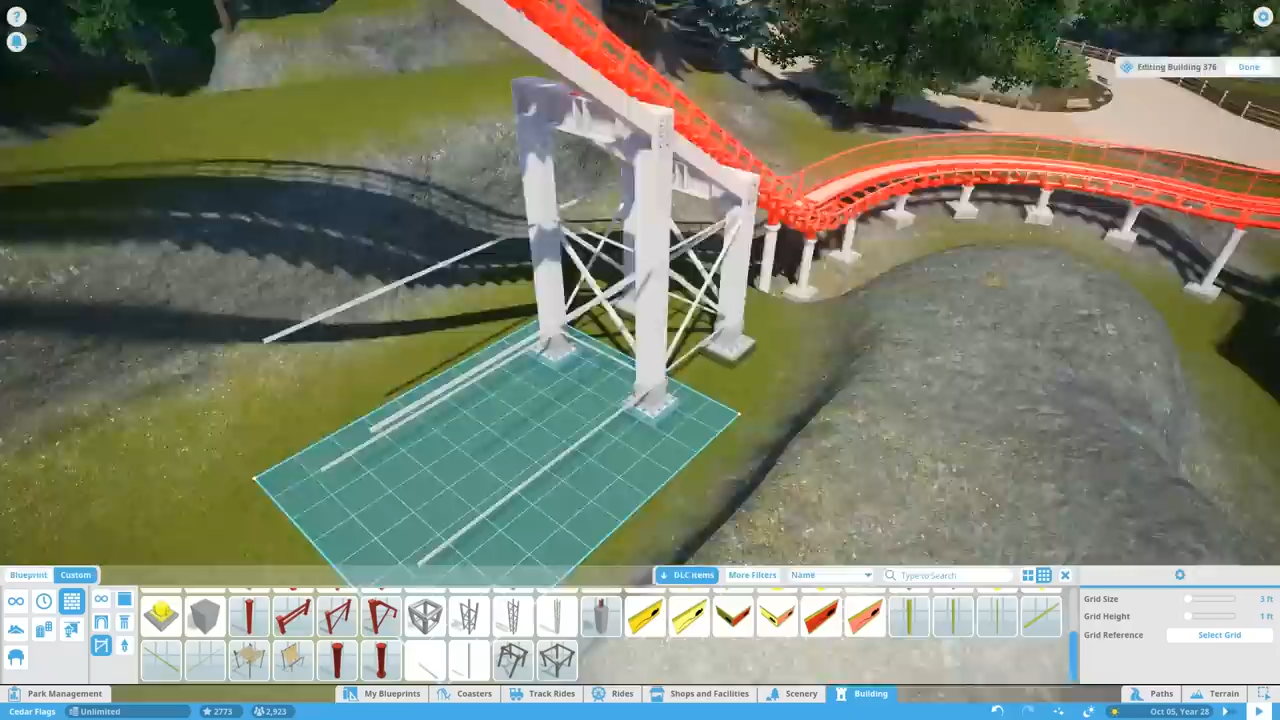 ?
Editing Building 376 Done
Blueprint Custom DLC Items More Filters Name Type to Search
Grid Size 3 ft
Grid Height 1 ft
Grid Reference Select Grid
Park Management My Blueprints Coasters Track Rides Rides Shops and Facilities Scenery Building Paths Terrain
Cedar Flags Unlimited 2773 2,923 Oct 05, Year 28